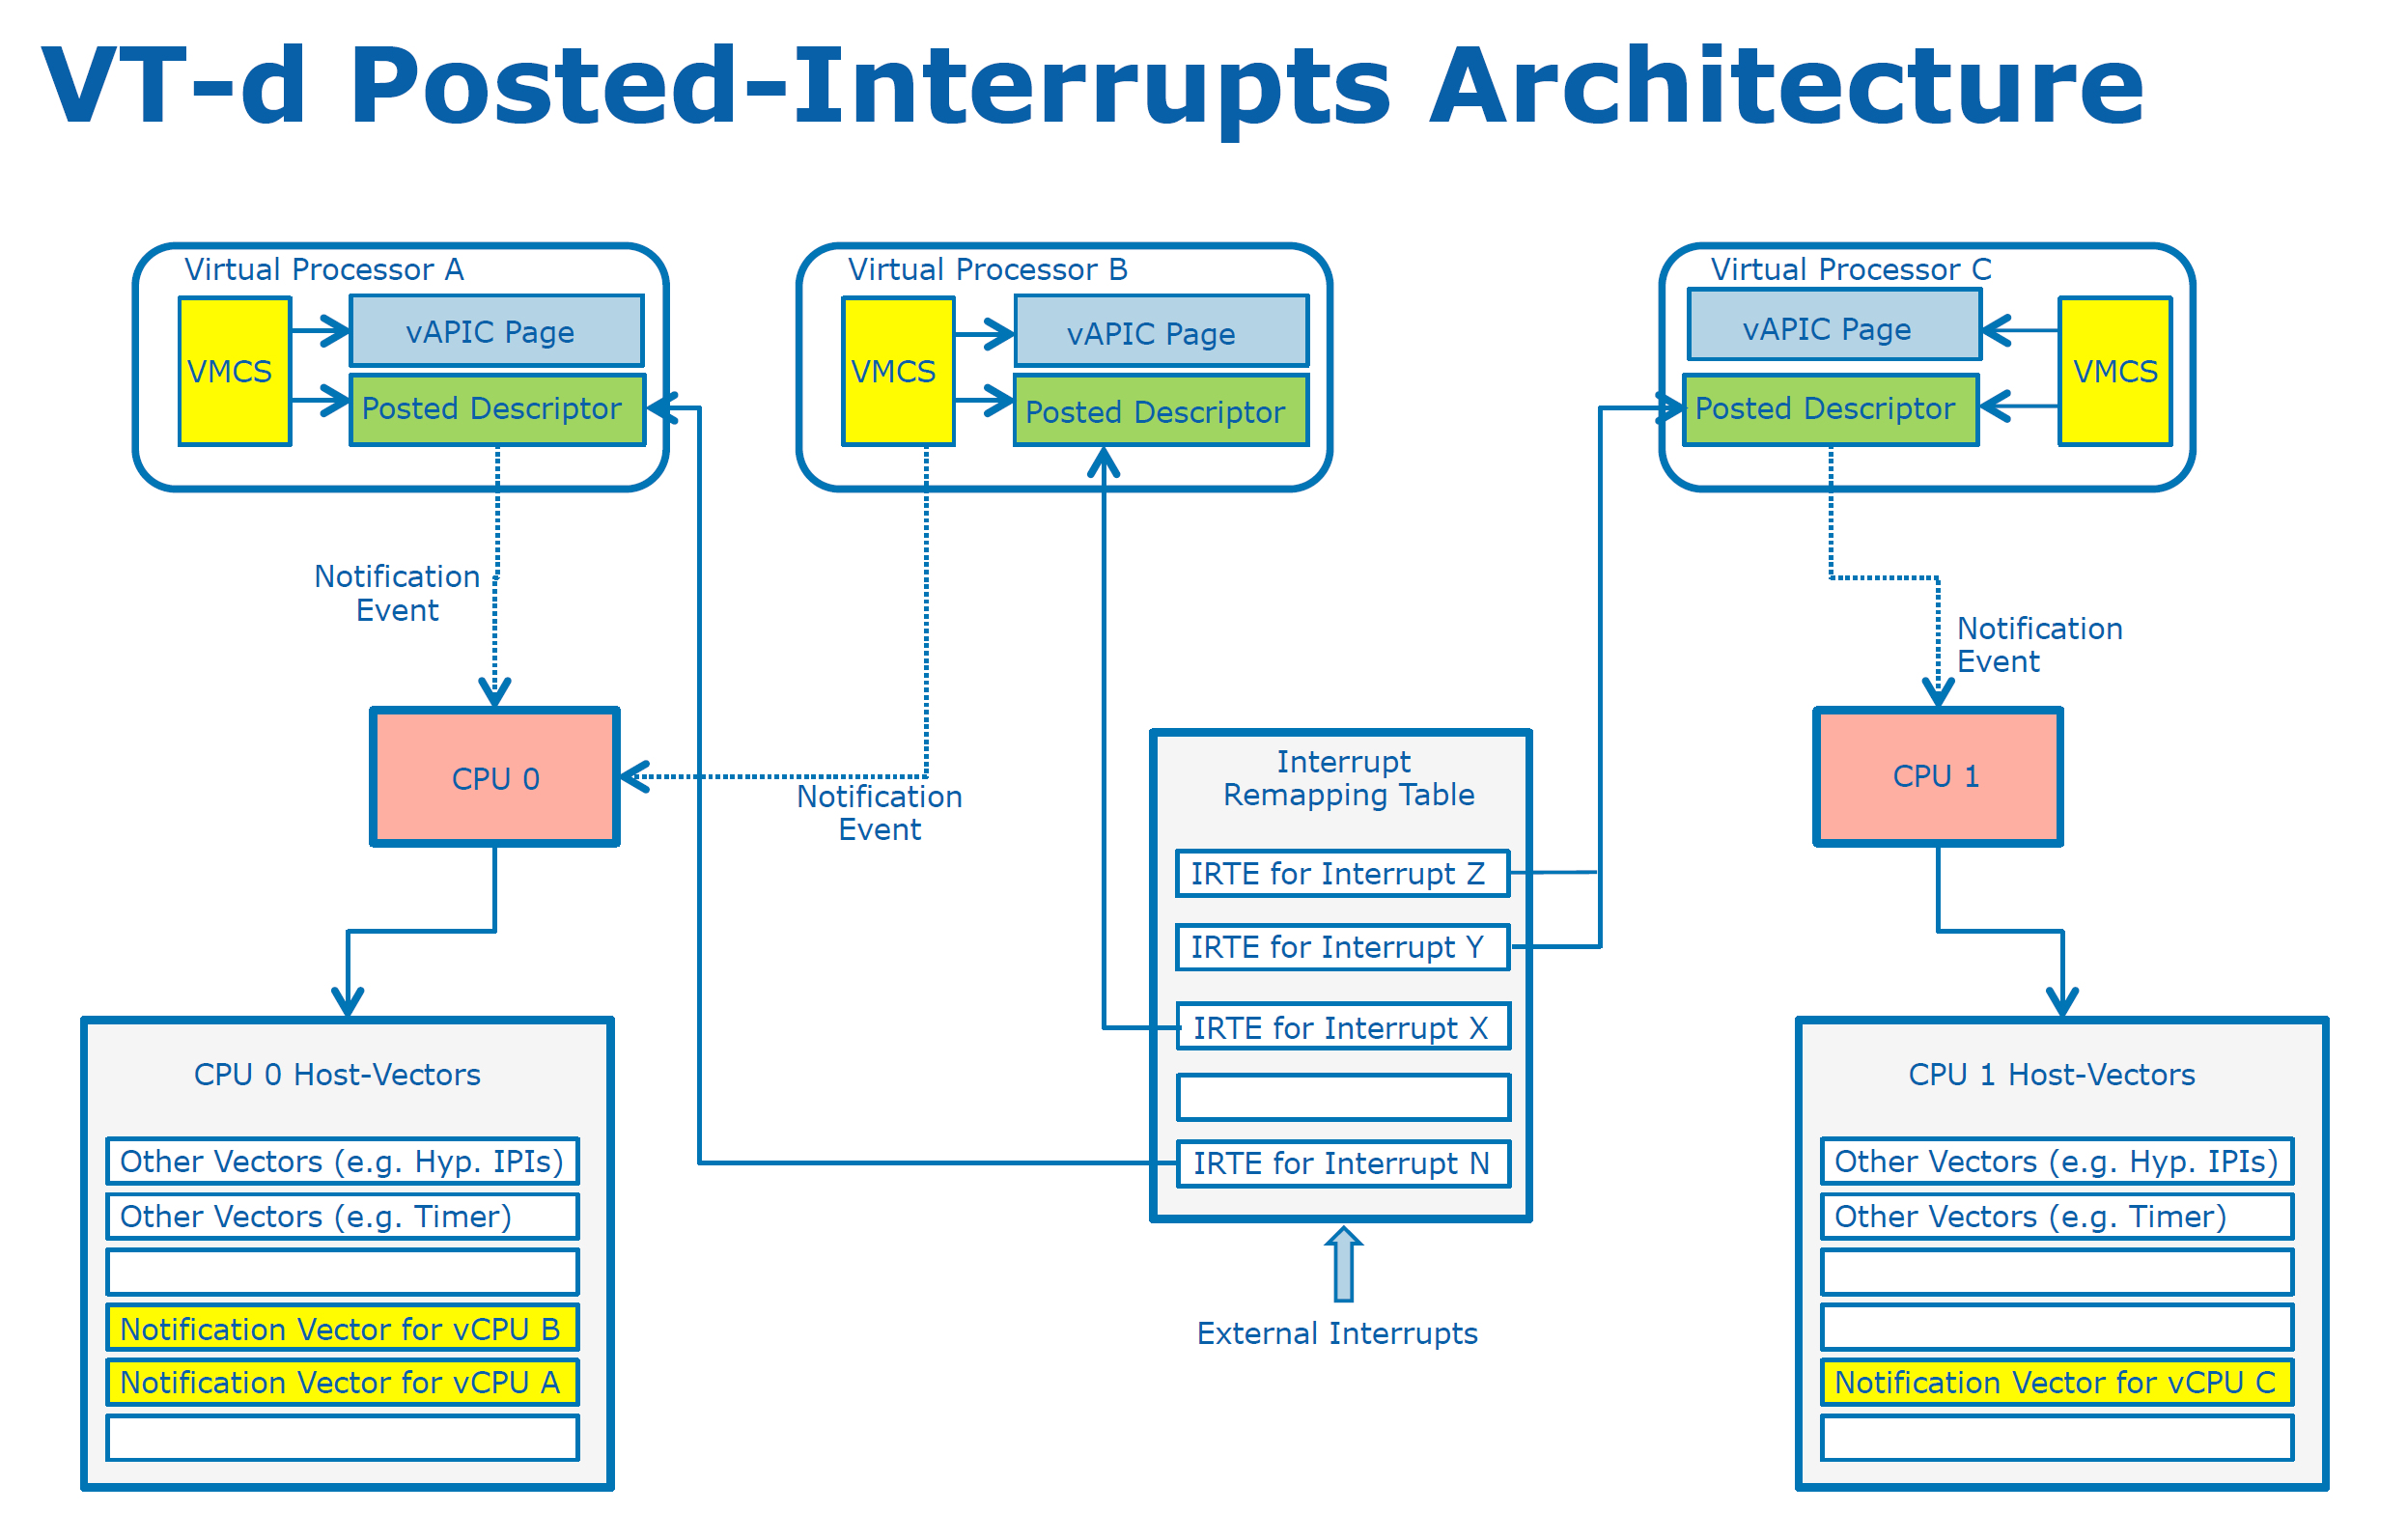 VT-d Posted-Interrupts Architecture
Virtual Processor A
VMCS
vAPIC Page
Posted Descriptor
Virtual Processor B
VMCS
vAPIC Page
Posted Descriptor
Virtual Processor C
vAPIC Page
Posted Descriptor
VMCS
Notification
Event
Notification
Event
Notification
Event
CPU 0
CPU 1
Interrupt
Remapping Table
IRTE for Interrupt Z
IRTE for Interrupt Y
IRTE for Interrupt X
IRTE for Interrupt N
External Interrupts
CPU 0 Host-Vectors
Other Vectors (e.g. Hyp. IPIs)
Other Vectors (e.g. Timer)
Notification Vector for vCPU B
Notification Vector for vCPU A
CPU 1 Host-Vectors
Other Vectors (e.g. Hyp. IPIs)
Other Vectors (e.g. Timer)
Notification Vector for vCPU C